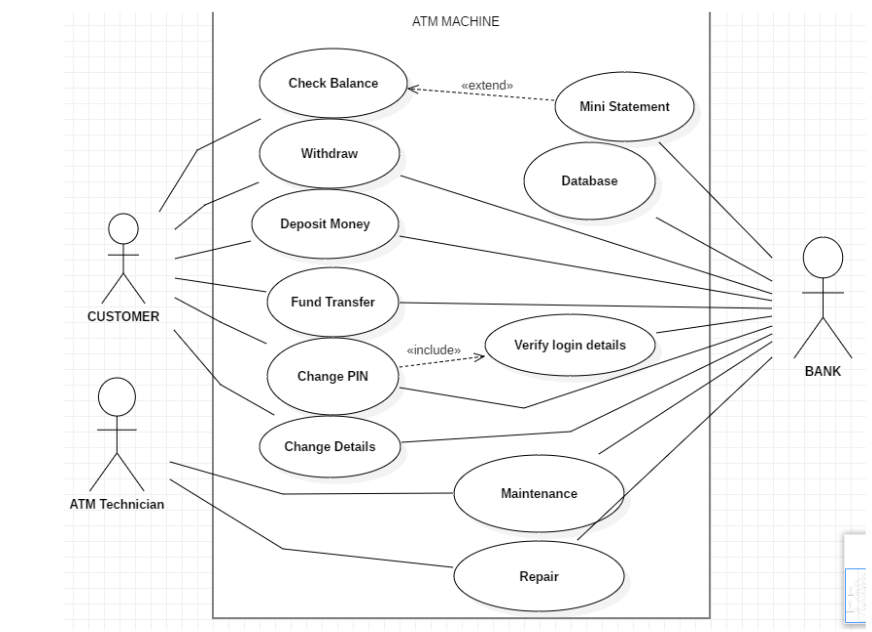 ATM MACHINE
Check Balance
«extend»
Mini Statement
Withdraw
Database
Deposit Money
CUSTOMER
Fund Transfer
Verify login details
«include»
Change PIN
BANK
Change Details
ATM Technician
Maintenance
Repair